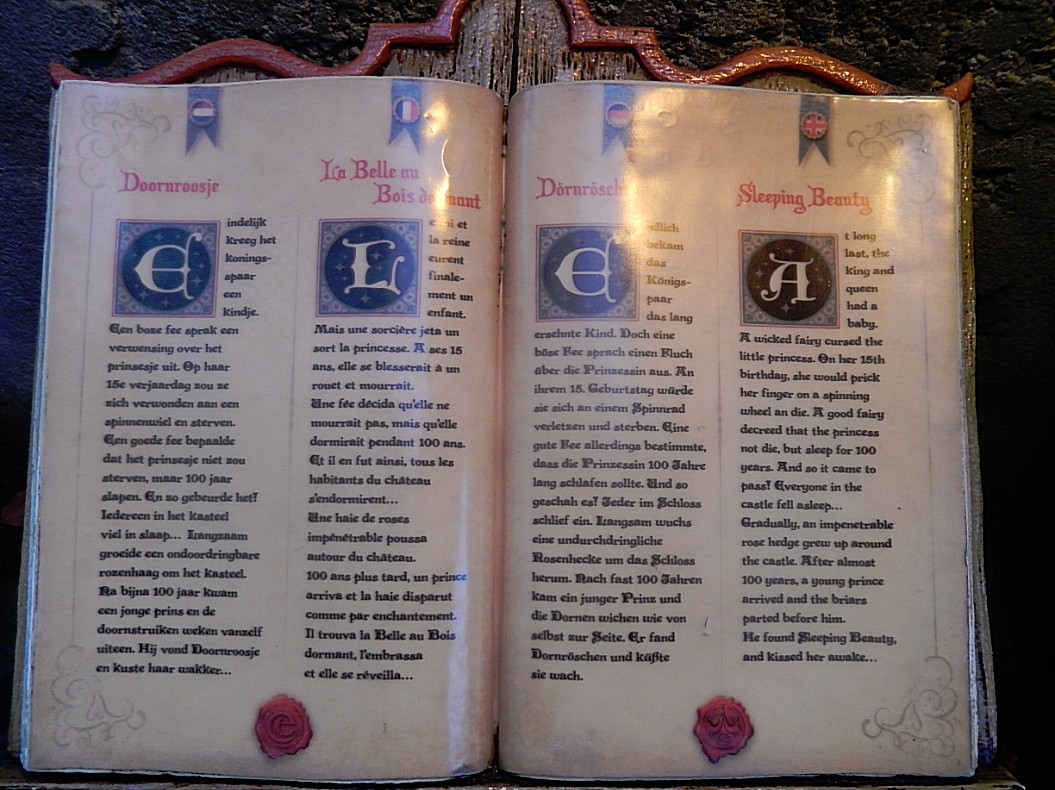 Doornroosje
Eindelijk
kreeg het
konings-
spaar
een
kindje.
Een boze fee sprak een
verwensing over het
prinsesje uit. Op haar
15e verjaardag zou ze
zich verwonden aan een
spinnenwiel en sterven.
Een goede fee bepaalde
dat het prinsesje niet zou
sterven, maar 100 jaar
slapen. En zo gebeurde het!
Iedereen in het kasteel
viel in slaap... Langzaam
groeide een ondoordringbare
rozenhaag om het kasteel.
Na bijna 100 jaar kwam
een jonge prins en de
doornstruiken weken vanzelf
uiteen. Hij vond Doornroosje
en kuste haar wakker...
La Belle au
Bois dormant
L
et
la reine
eurent
finale-
ment un
enfant.
Mais une sorcière jeta un
sort la princesse. A ses 15
ans, elle se blesserait à un
rouet et mourrait.
Une fée décida qu'elle ne
mourrait pas, mais qu'elle
dormirait pendant 100 ans.
Et il en fut ainsi, tous les
habitants du château
s'endormirent...
Une haie de roses
impénétrable poussa
autour du château.
100 ans plus tard, un prince
arriva et la haie disparut
comme par enchantement.
Il trouva la Belle au Bois
dormant, l'embrassa
et elle se réveilla...
Dörnröschen
Endlich
bekam
das
Königs-
paar
das lang
ersehnte Kind. Doch eine
böse Fee sprach einen Fluch
über die Prinzessin aus. An
ihrem 15. Geburtstag würde
sie sich an einem Spinnrad
verletzen und sterben. Eine
gute Fee allerdings bestimmte,
dass die Prinzessin 100 Jahre
lang schlafen sollte. Und so
geschah es! Jeder im Schloss
schlief ein. Langsam wuchs
eine undurchdringliche
Rosenhecke um das Schloss
herum. Nach fast 100 Jahren
kam ein junger Prinz und
die Dornen wichen wie von
selbst zur Seite. Er fand
Dornröschen und küßte
sie wach.
Sleeping Beauty
At long
last, the
king and
queen
had a
baby.
A wicked fairy cursed the
little princess. On her 15th
birthday, she would prick
her finger on a spinning
wheel an die. A good fairy
decreed that the princess
not die, but sleep for 100
years. And so it came to
pass! Everyone in the
castle fell asleep...
Gradually, an impenetrable
rose hedge grew up around
the castle. After almost
100 years, a young prince
arrived and the briars
parted before him.
He found Sleeping Beauty,
and kissed her awake...